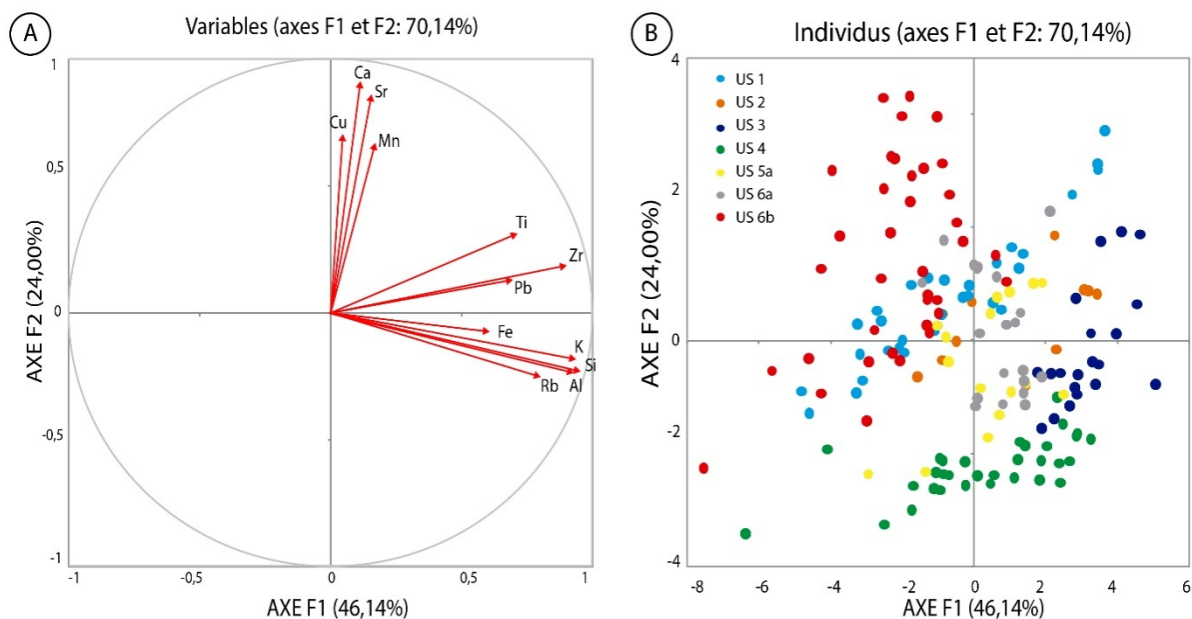 A
Variables (axes F1 et F2: 70,14%)
1
0,5
0
-0,5
-1
AXE F2 (24,00%)
Ca
Sr
Cu
Mn
Ti
Zr
Pb
Fe
K
Si
Rb
Al
-1
-0,5
0
0,5
1
AXE F1 (46,14%)
B
Individus (axes F1 et F2: 70,14%)
4
2
0
-2
-4
AXE F2 (24,00%)
US 1
US 2
US 3
US 4
US 5a
US 6a
US 6b
-8
-6
-4
-2
0
2
4
6
AXE F1 (46,14%)